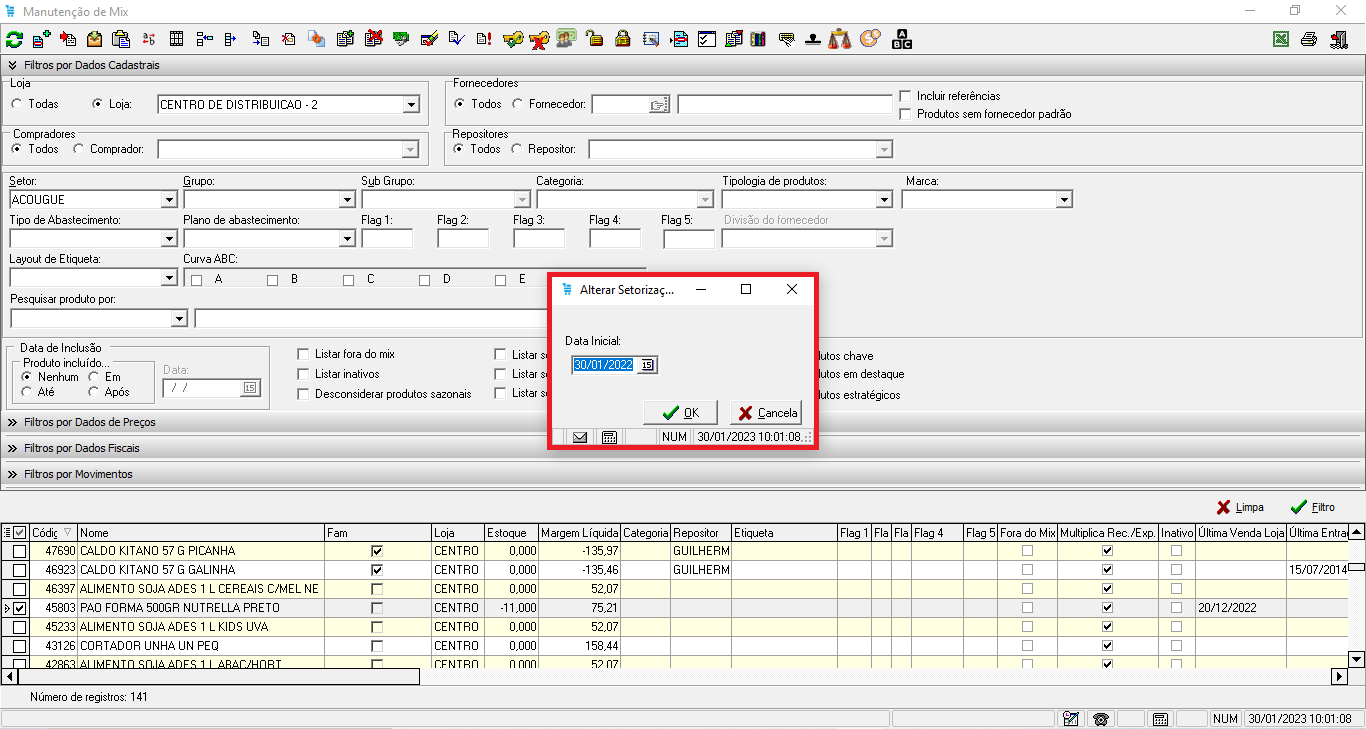 Manutenção de Mix
Filtros por Dados Cadastrais
Loja
Todas Loja: CENTRO DE DISTRIBUICAO - 2
Fornecedores
Todos Fornecedor:
Incluir referências
Produtos sem fornecedor padrão
Compradores
Todos Comprador:
Repositores
Todos Repositor:
Setor: Grupo: Sub Grupo: Categoria: Tipologia de produtos: Marca:
ACOUGUE
Tipo de Abastecimento: Plano de abastecimento: Flag 1: Flag 2: Flag 3: Flag 4: Flag 5: Divisão do fornecedor
Layout de Etiqueta: Curva ABC:
A B C D E
Pesquisar produto por:
Data de Inclusão
Produto incluído...
Nenhum Em
Até Após
Data:
/ / 15
Listar fora do mix
Listar inativos
Desconsiderar produtos sazonais
Listar s
Listar s
Listar s
utos chave
utos em destaque
utos estratégicos
Alterar Setorizaç...
Data Inicial:
30/01/2022 15
OK Cancela
NUM 30/01/2023 10:01:08
Filtros por Dados de Preços
Filtros por Dados Fiscais
Filtros por Movimentos
Limpa Filtro
Códig Nome Fam Loja Estoque Margem Líquida Categoria Repositor Etiqueta Flag 1 Fla Fla Flag 4 Flag 5 Fora do Mix Multiplica Rec./Exp. Inativo Última Venda Loja Última Entrad
47690 CALDO KITANO 57 G PICANHA CENTRO 0,000 -135,97 GUILHERM
46923 CALDO KITANO 57 G GALINHA CENTRO 0,000 -135,46 GUILHERM 15/07/2014
46397 ALIMENTO SOJA ADES 1 L CEREAIS C/MEL NE CENTRO 0,000 52,07
45803 PAO FORMA 500GR NUTRELLA PRETO CENTRO -11,000 75,21 20/12/2022
45233 ALIMENTO SOJA ADES 1 L KIDS UVA CENTRO 0,000 52,07
43126 CORTADOR UNHA UN PEQ CENTRO 0,000 158,44
42863 ALIMENTO SOJA ADES 1 L ABAC/HORT CENTRO 0,000 52,07
Número de registros: 141
NUM 30/01/2023 10:01:08